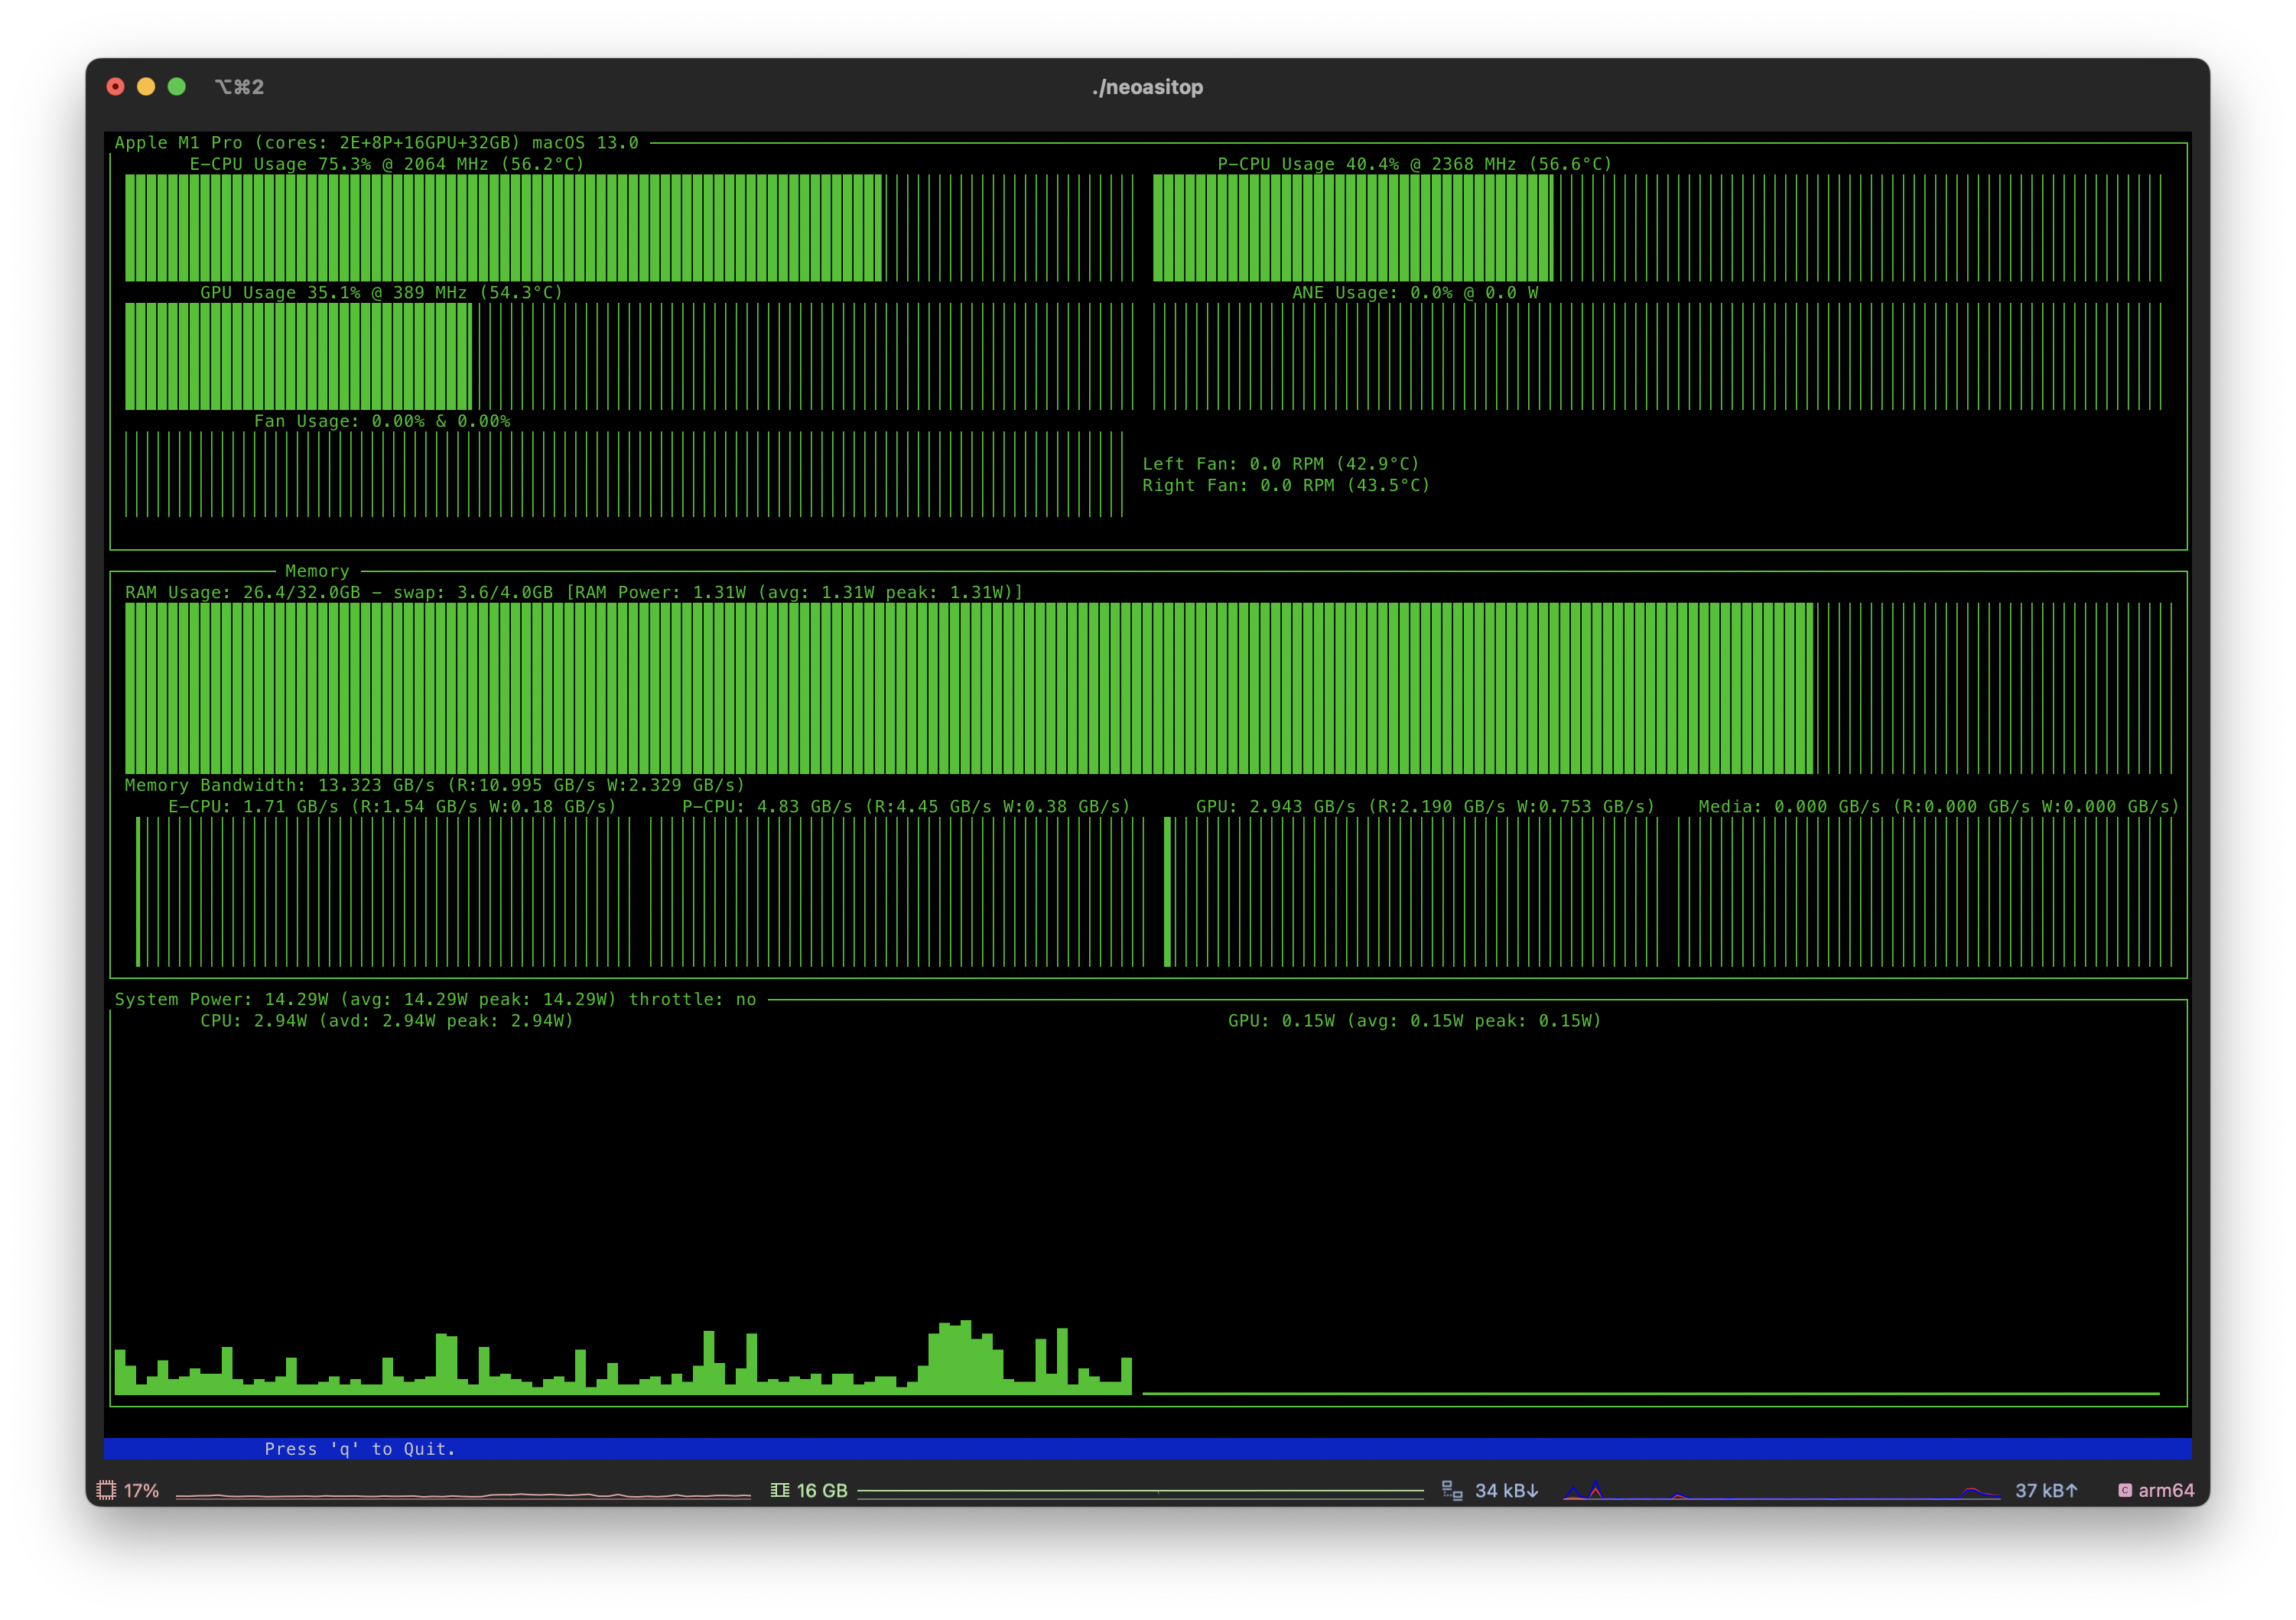 ⌥⌘2 ./neoasitop
Apple M1 Pro (cores: 2E+8P+16GPU+32GB) macOS 13.0
E-CPU Usage 75.3% @ 2064 MHz (56.2°C)
P-CPU Usage 40.4% @ 2368 MHz (56.6°C)
GPU Usage 35.1% @ 389 MHz (54.3°C)
ANE Usage: 0.0% @ 0.0 W
Fan Usage: 0.00% & 0.00%
Left Fan: 0.0 RPM (42.9°C)
Right Fan: 0.0 RPM (43.5°C)
Memory
RAM Usage: 26.4/32.0GB - swap: 3.6/4.0GB [RAM Power: 1.31W (avg: 1.31W peak: 1.31W)]
Memory Bandwidth: 13.323 GB/s (R:10.995 GB/s W:2.329 GB/s)
E-CPU: 1.71 GB/s (R:1.54 GB/s W:0.18 GB/s)
P-CPU: 4.83 GB/s (R:4.45 GB/s W:0.38 GB/s)
GPU: 2.943 GB/s (R:2.190 GB/s W:0.753 GB/s)
Media: 0.000 GB/s (R:0.000 GB/s W:0.000 GB/s)
System Power: 14.29W (avg: 14.29W peak: 14.29W) throttle: no
CPU: 2.94W (avd: 2.94W peak: 2.94W)
GPU: 0.15W (avg: 0.15W peak: 0.15W)
Press 'q' to Quit.
17% 16 GB 34 kB↓ 37 kB↑ C arm64